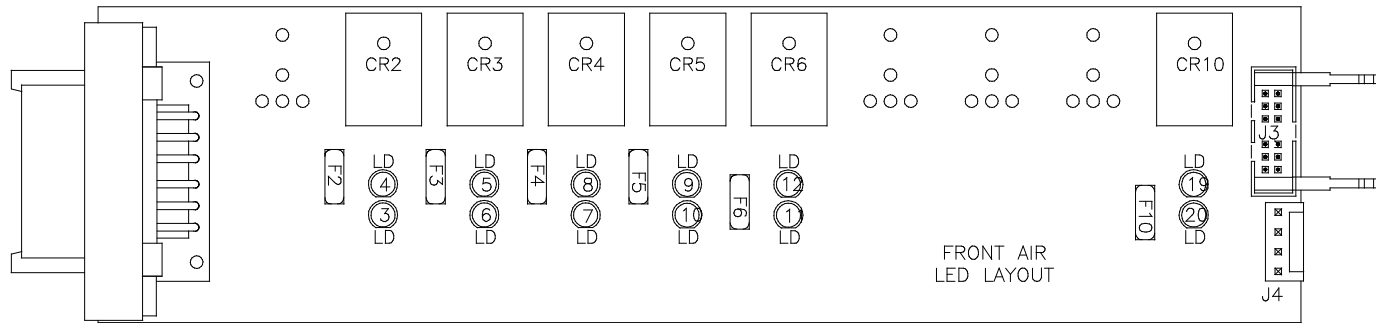 CR2 CR3 CR4 CR5 CR6 CR10
J3
LD LD LD LD LD LD
F2 F3 F4 F5 F6 F10
4 5 8 9 12 19
3 6 7 10 1 20
LD LD LD LD LD LD
FRONT AIR
LED LAYOUT
J4